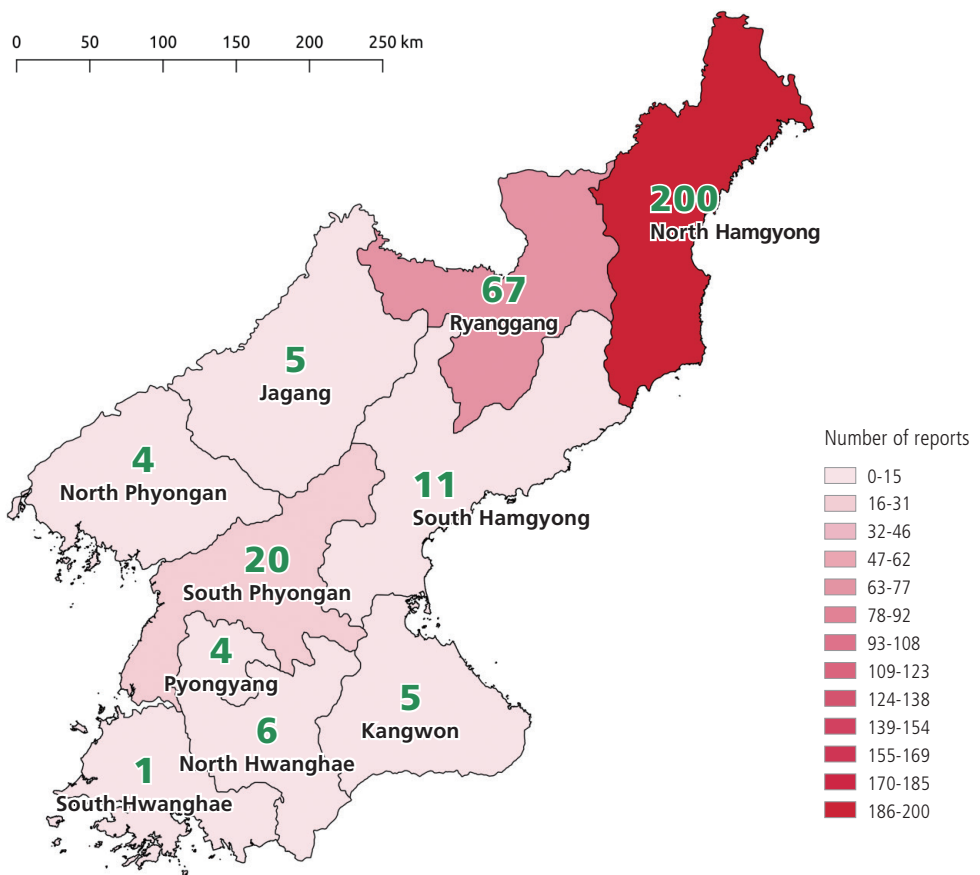 0 50 100 150 200 250 km
200
North Hamgyong
67
Ryanggang
5
Jagang
4
North Phyongan
11
South Hamgyong
20
South Phyongan
4
Pyongyang
5
Kangwon
6
North Hwanghae
1
South Hwanghae
Number of reports
0-15
16-31
32-46
47-62
63-77
78-92
93-108
109-123
124-138
139-154
155-169
170-185
186-200